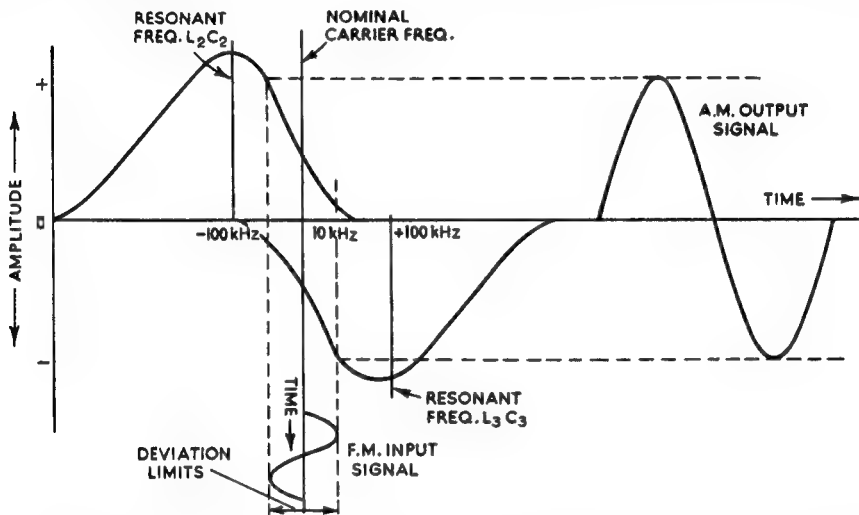 RESONANT
FREQ. L2C2
NOMINAL
CARRIER FREQ.
+
A.M. OUTPUT
SIGNAL
AMPLITUDE
TIME
0
-100 kHz
10 kHz
+100 kHz
-
TIME
RESONANT
FREQ. L3C3
DEVIATION
LIMITS
F.M. INPUT
SIGNAL